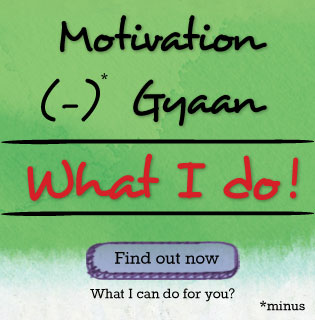 Motivation
(-)* Gyaan
What I do!
Find out now
What I can do for you?
*minus